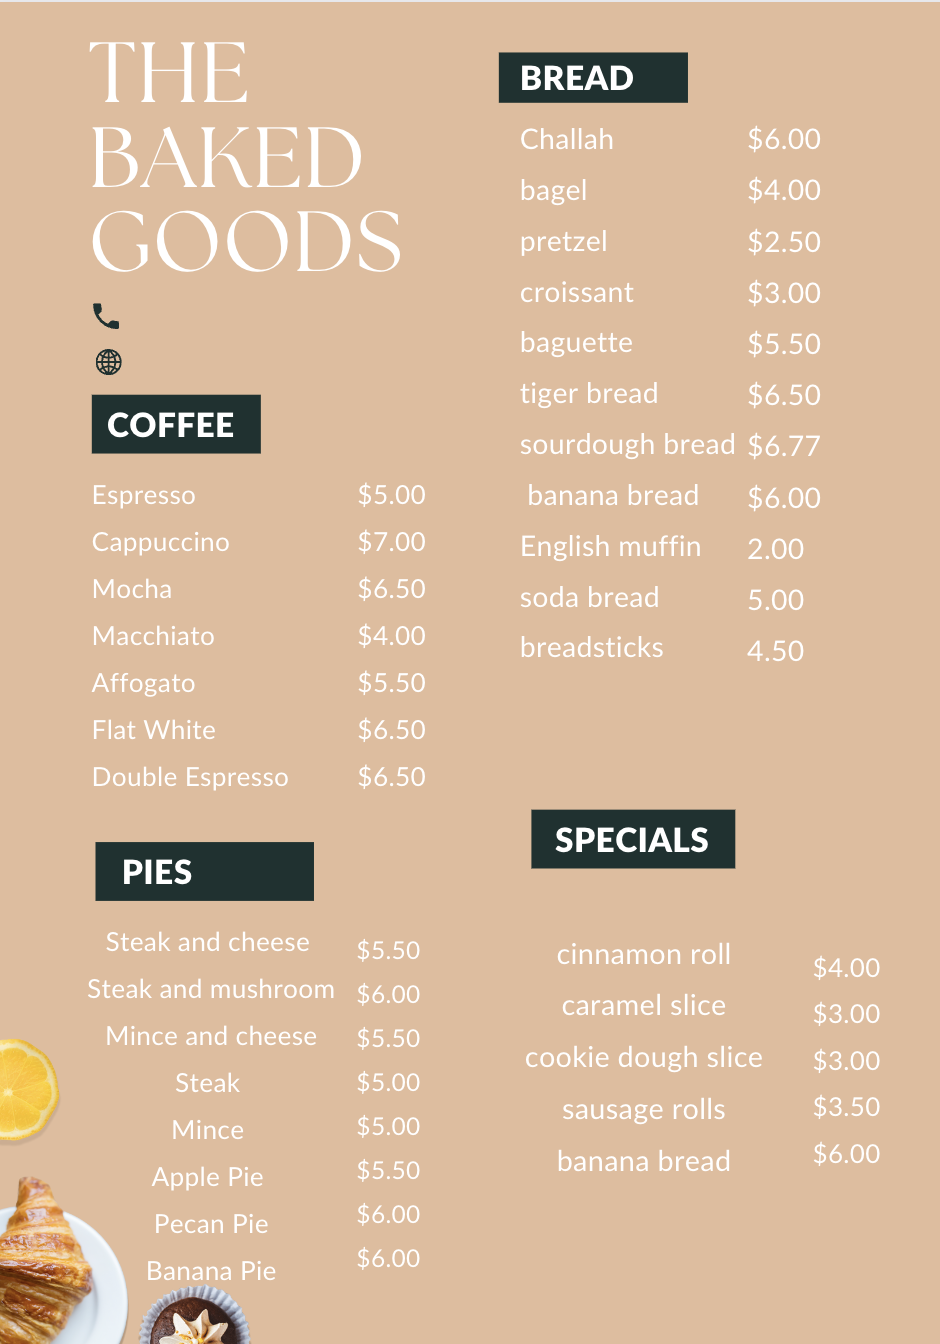 THE
BAKED
GOODS
COFFEE
Espresso $5.00
Cappuccino $7.00
Mocha $6.50
Macchiato $4.00
Affogato $5.50
Flat White $6.50
Double Espresso $6.50
PIES
Steak and cheese $5.50
Steak and mushroom $6.00
Mince and cheese $5.50
Steak $5.00
Mince $5.00
Apple Pie $5.50
Pecan Pie $6.00
Banana Pie $6.00
BREAD
Challah $6.00
bagel $4.00
pretzel $2.50
croissant $3.00
baguette $5.50
tiger bread $6.50
sourdough bread $6.77
banana bread $6.00
English muffin 2.00
soda bread 5.00
breadsticks 4.50
SPECIALS
cinnamon roll $4.00
caramel slice $3.00
cookie dough slice $3.00
sausage rolls $3.50
banana bread $6.00